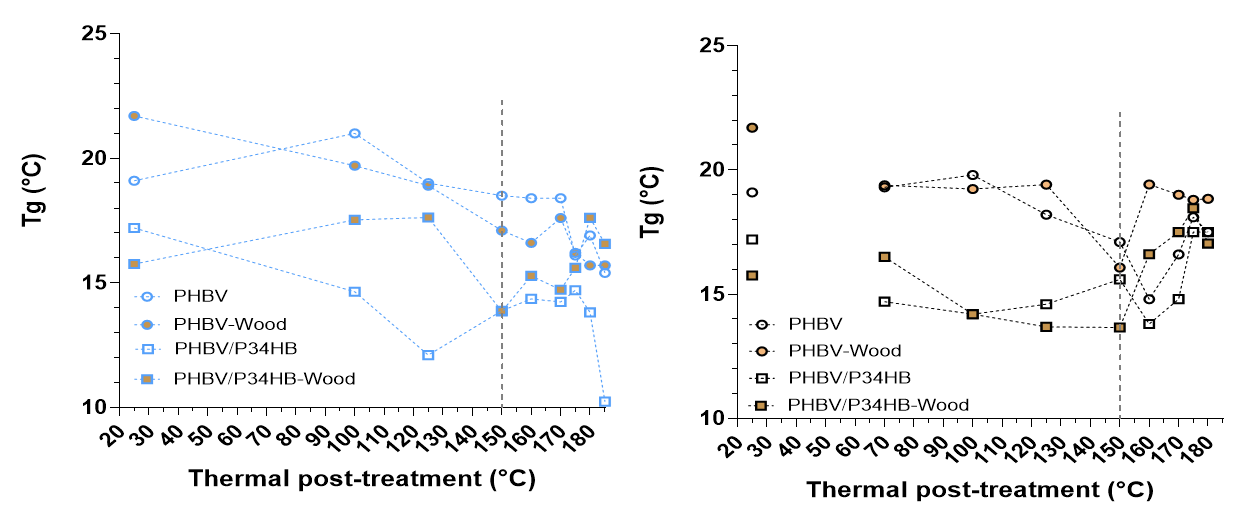 25
20
15
10
Tg (°C)
PHBV
PHBV-Wood
PHBV/P34HB
PHBV/P34HB-Wood
20 30 40 50 60 70 80 90 100 110 120 130 140 150 160 170 180
Thermal post-treatment (°C)
25
20
15
10
Tg (°C)
PHBV
PHBV-Wood
PHBV/P34HB
PHBV/P34HB-Wood
20 30 40 50 60 70 80 90 100 110 120 130 140 150 160 170 180
Thermal post-treatment (°C)